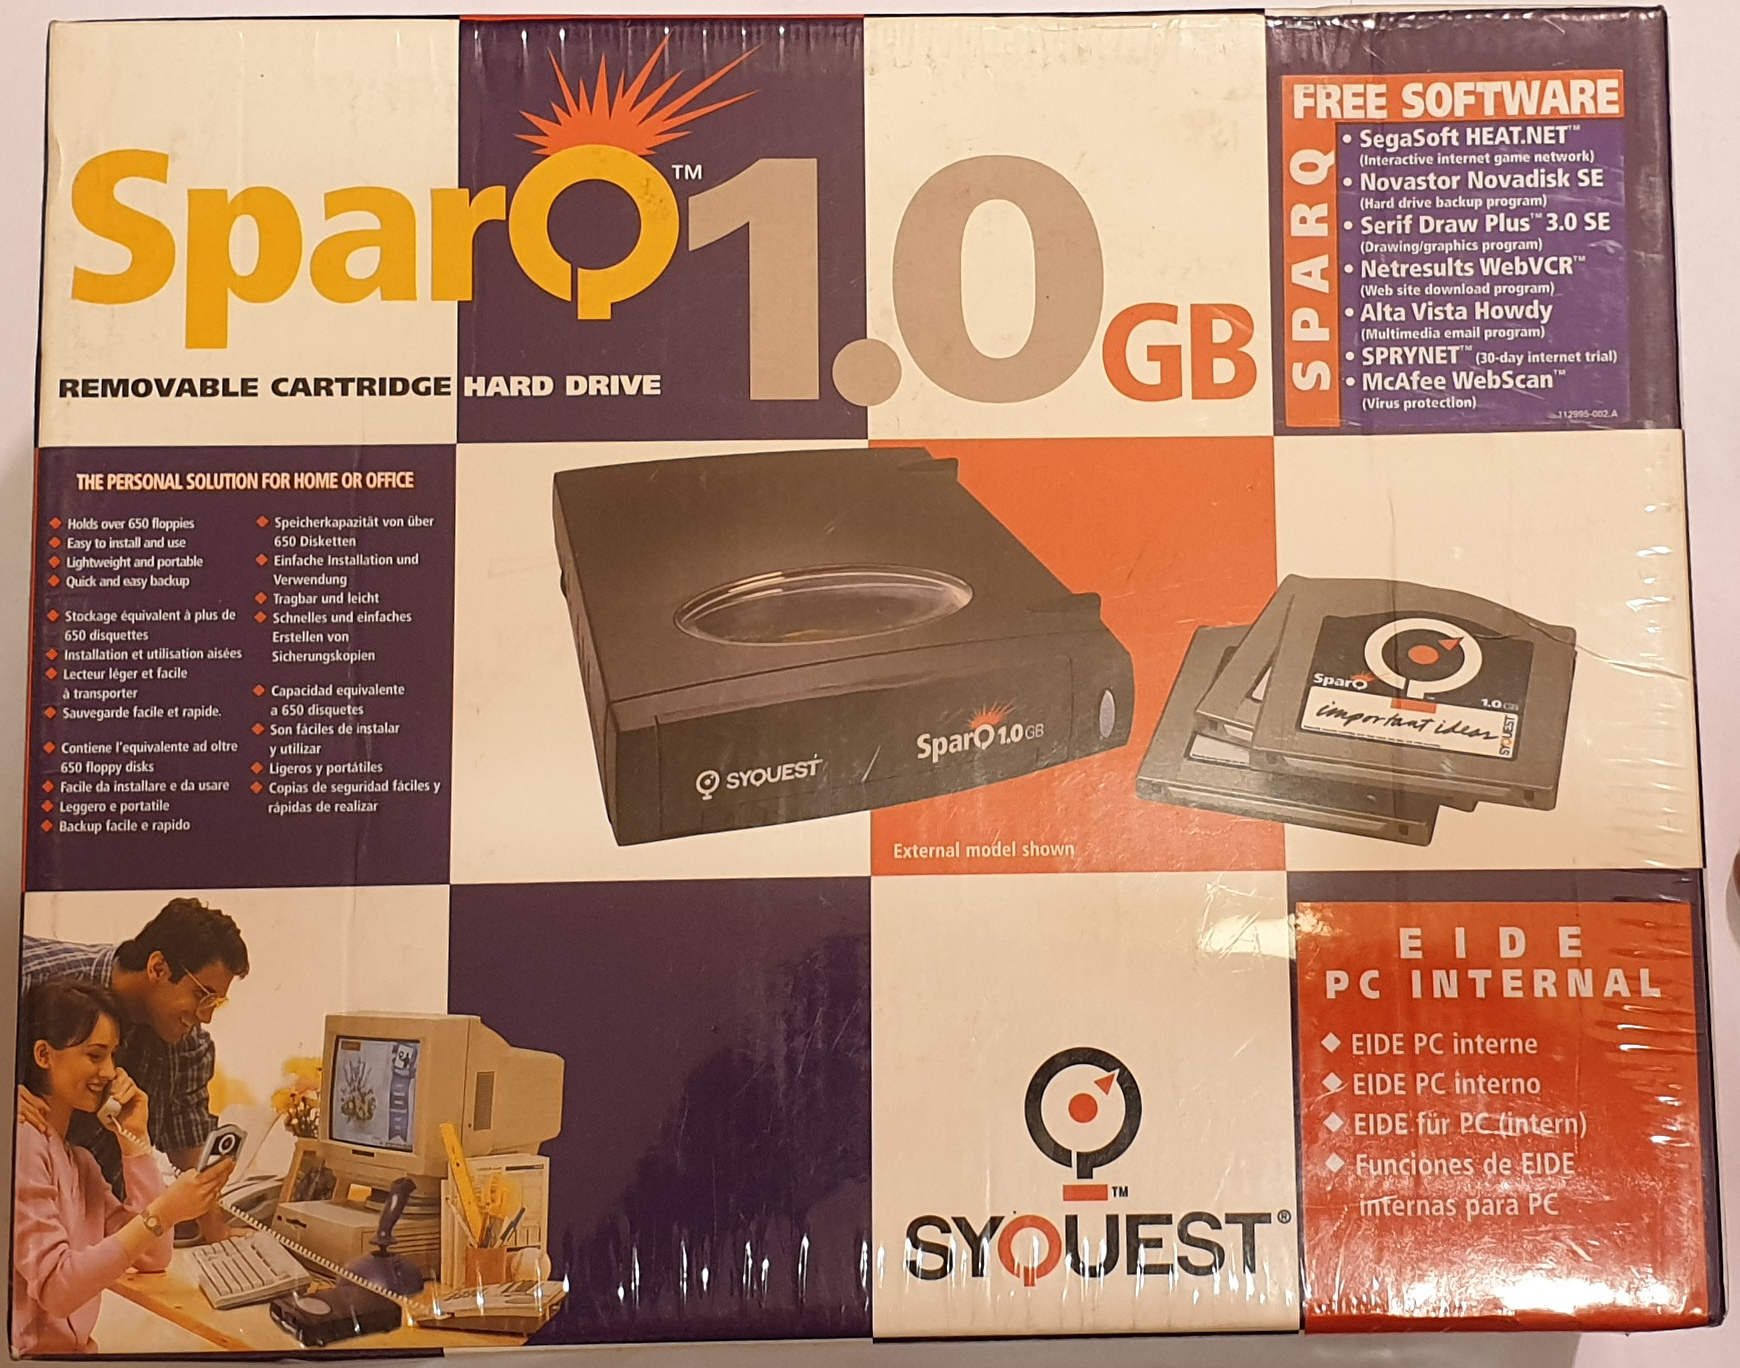 SparQ™ 1.0 GB
REMOVABLE CARTRIDGE HARD DRIVE
FREE SOFTWARE
SPARQ
• SegaSoft HEAT.NET™
(Interactive internet game network)
• Novastor Novadisk SE
(Hard drive backup program)
• Serif Draw Plus™ 3.0 SE
(Drawing/graphics program)
• Netresults WebVCR™
(Web site download program)
• Alta Vista Howdy
(Multimedia email program)
• SPRYNET™ (30-day internet trial)
• McAfee WebScan™
(Virus protection)
112995-002.A
THE PERSONAL SOLUTION FOR HOME OR OFFICE
Holds over 650 floppies
Easy to install and use
Lightweight and portable
Quick and easy backup
Stockage équivalent à plus de
650 disquettes
Installation et utilisation aisées
Lecteur léger et facile
à transporter
Sauvegarde facile et rapide.
Contiene l'equivalente ad oltre
650 floppy disks
Facile da installare e da usare
Leggero e portatile
Backup facile e rapido
Speicherkapazität von über
650 Disketten
Einfache Installation und
Verwendung
Tragbar und leicht
Schnelles und einfaches
Erstellen von
Sicherungskopien
Capacidad equivalente
a 650 disquetes
Son fáciles de instalar
y utilizar
Ligeros y portátiles
Copias de seguridad fáciles y
rápidas de realizar
SYQUEST
SparQ 1.0 GB
SparQ
1.0 GB
important ideas
SYQUEST
External model shown
EIDE
PC INTERNAL
EIDE PC interne
EIDE PC interno
EIDE für PC (intern)
Funciones de EIDE
internas para PC
™
SYQUEST®